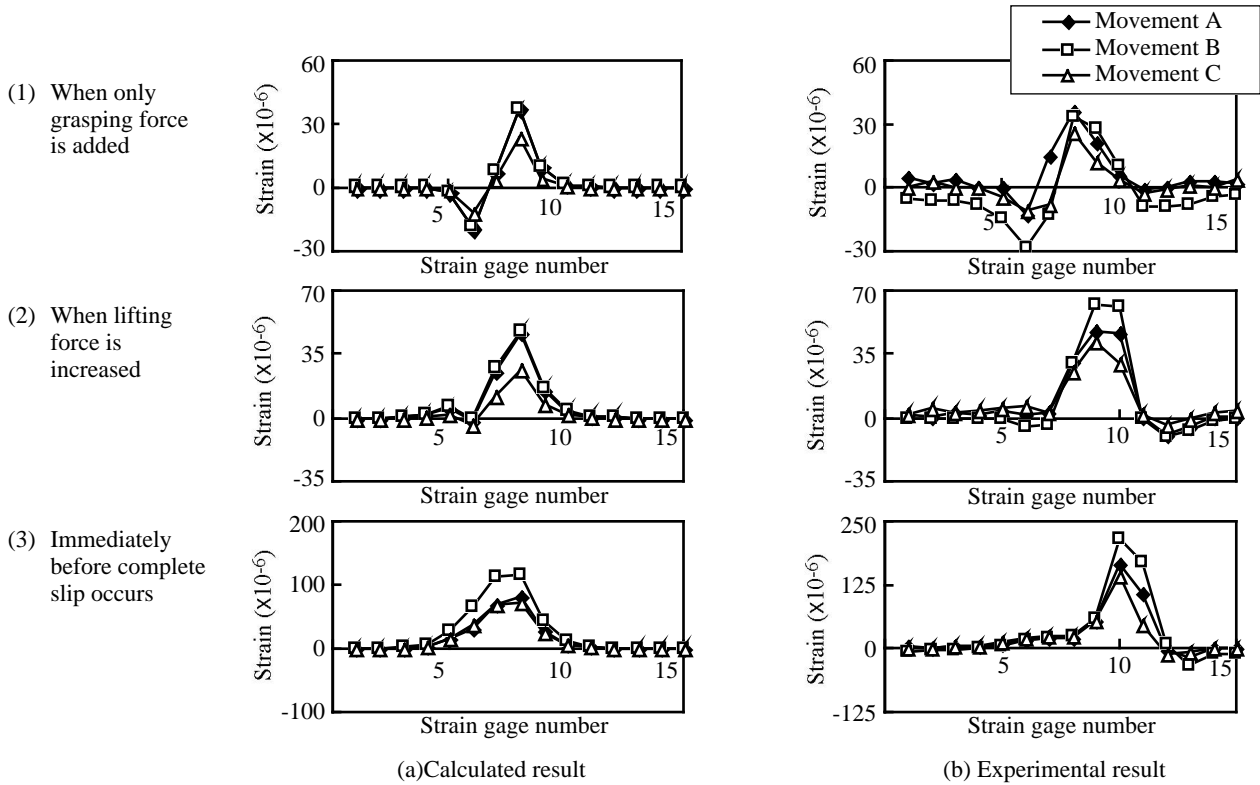 Movement A
Movement B
Movement C
(1) When only
grasping force
is added
60
30
0
-30
5
10
15
Strain (x10-6)
Strain gage number
60
30
0
-30
5
10
15
Strain (x10-6)
Strain gage number
(2) When lifting
force is
increased
70
35
0
-35
5
10
15
Strain (x10-6)
Strain gage number
70
35
0
-35
5
10
15
Strain (x10-6)
Strain gage number
(3) Immediately
before complete
slip occurs
200
100
0
-100
5
10
15
Strain (x10-6)
Strain gage number
250
125
0
-125
5
10
15
Strain (x10-6)
Strain gage number
(a)Calculated result
(b) Experimental result